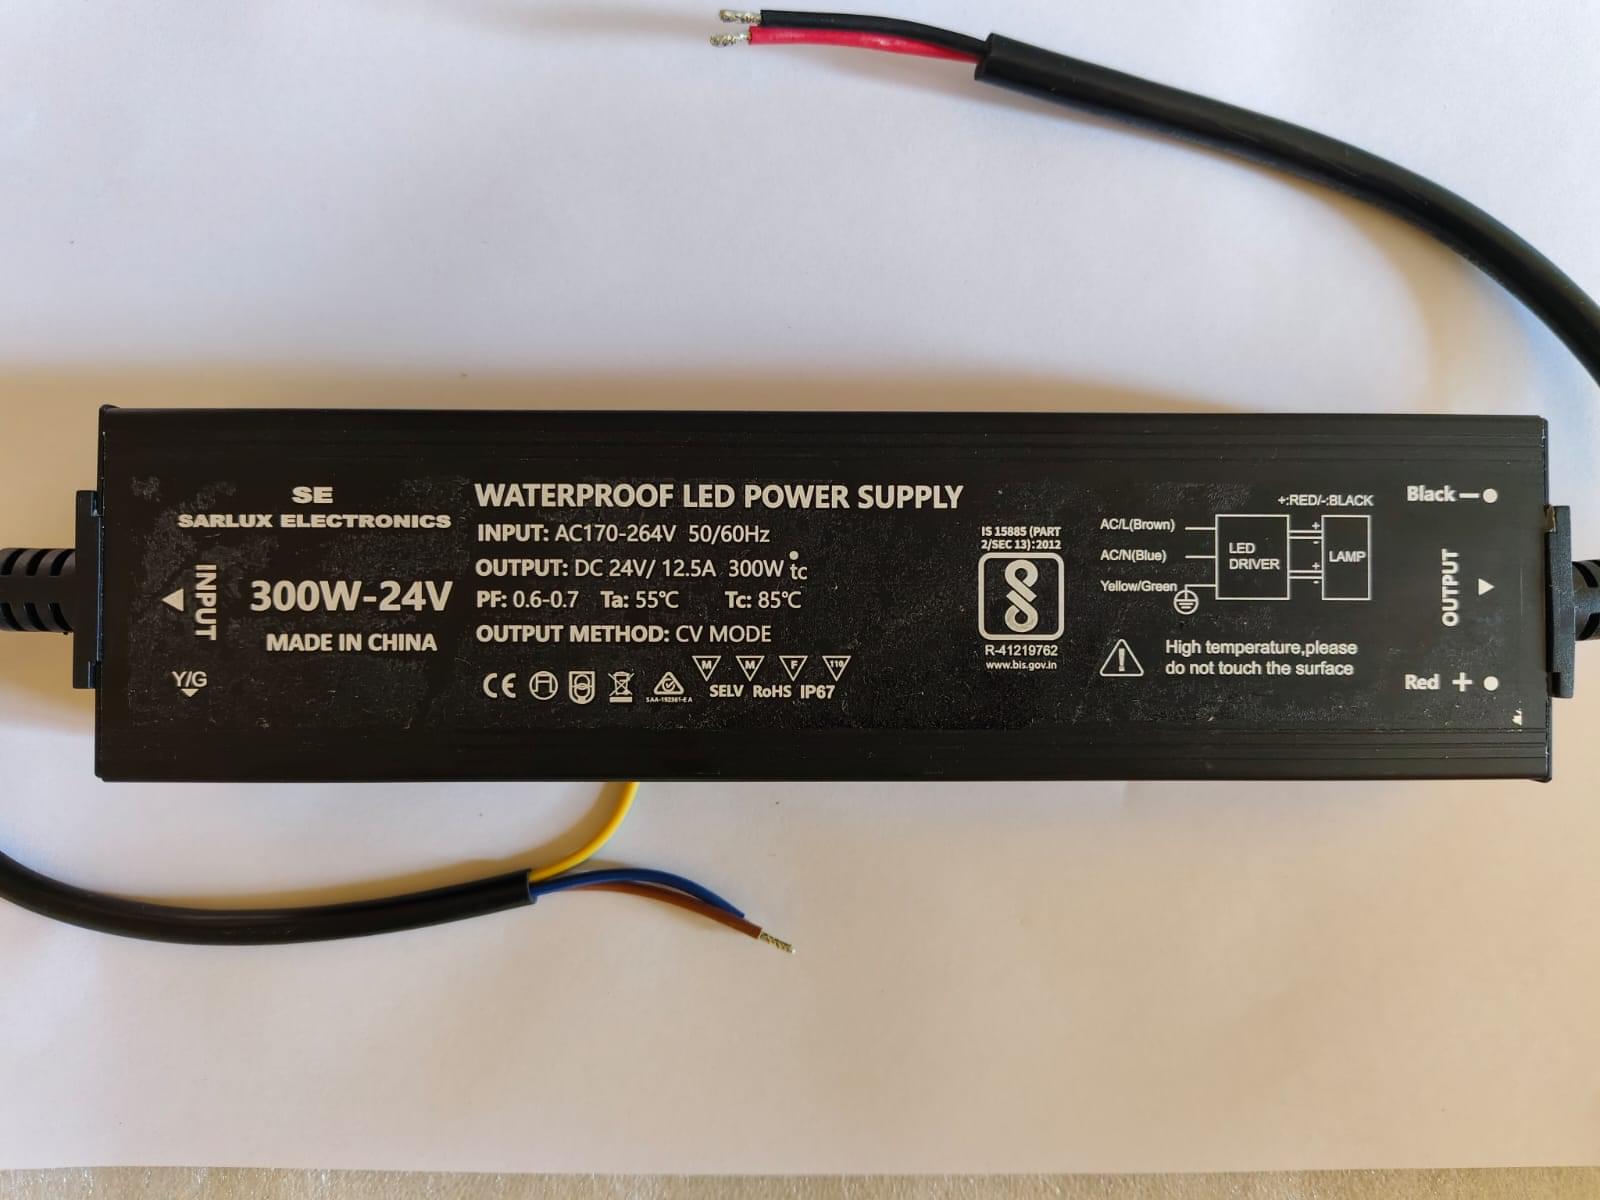 SE
SARLUX ELECTRONICS
INPUT
300W-24V
MADE IN CHINA
Y/G
WATERPROOF LED POWER SUPPLY
INPUT: AC170-264V 50/60Hz
OUTPUT: DC 24V/ 12.5A 300W tc
PF: 0.6-0.7 Ta: 55℃ Tc: 85℃
OUTPUT METHOD: CV MODE
CE
M M F 110
SELV RoHS IP67
IS 15885 (PART
2/SEC 13):2012
R-41219762
www.bis.gov.in
+:RED/-:BLACK
AC/L(Brown)
AC/N(Blue)
Yellow/Green
LED
DRIVER
+
+
LAMP
High temperature,please
do not touch the surface
Black —
OUTPUT
Red +